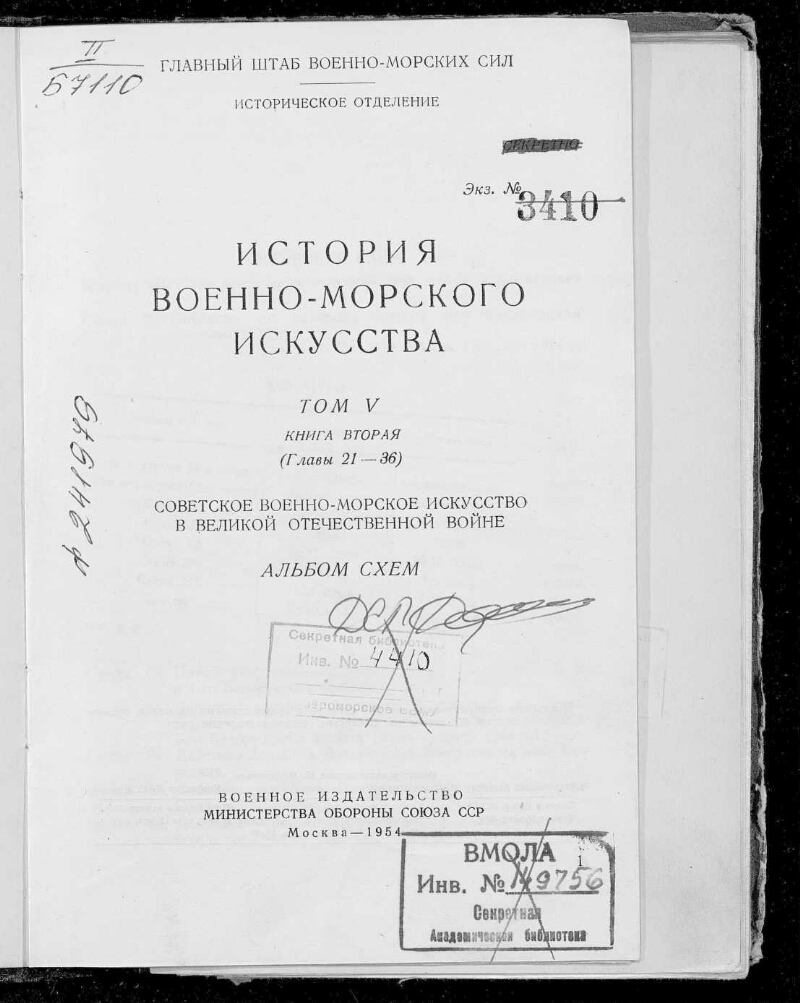 II
Б7110
ГЛАВНЫЙ ШТАБ ВОЕННО-МОРСКИХ СИЛ
ИСТОРИЧЕСКОЕ ОТДЕЛЕНИЕ
СЕКРЕТНО
Экз. № 3410
ИСТОРИЯ
ВОЕННО-МОРСКОГО
ИСКУССТВА
ТОМ V
КНИГА ВТОРАЯ
(Главы 21—36)
СОВЕТСКОЕ ВОЕННО-МОРСКОЕ ИСКУССТВО
В ВЕЛИКОЙ ОТЕЧЕСТВЕННОЙ ВОЙНЕ
АЛЬБОМ СХЕМ
Секретная библиотека
Инв. № 4410
ВОЕННОЕ ИЗДАТЕЛЬСТВО
МИНИСТЕРСТВА ОБОРОНЫ СОЮЗА ССР
Москва—1954
ВМОЛА
Инв. № 9756
Секретная
Академическая библиотека